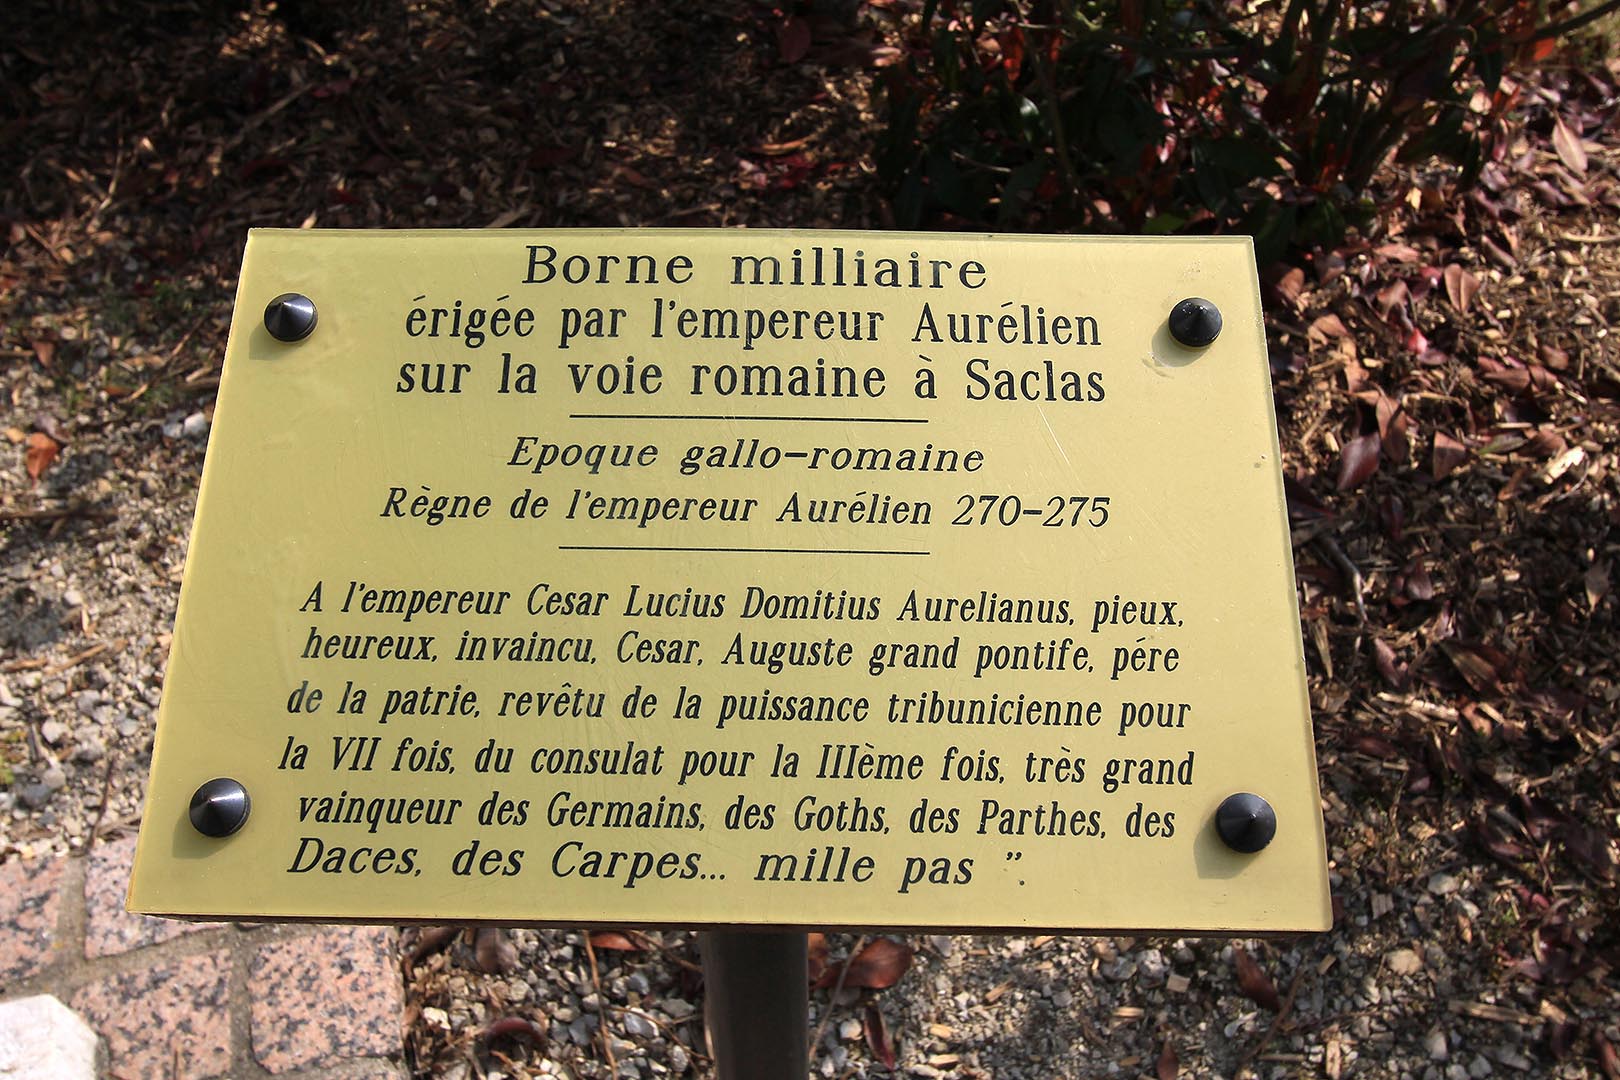 Borne milliaire
érigée par l'empereur Aurélien
sur la voie romaine à Saclas
Epoque gallo-romaine
Règne de l'empereur Aurélien 270-275
A l'empereur Cesar Lucius Domitius Aurelianus, pieux,
heureux, invaincu, Cesar, Auguste grand pontife, pére
de la patrie, revêtu de la puissance tribunicienne pour
la VII fois, du consulat pour la IIIème fois, très grand
vainqueur des Germains, des Goths, des Parthes, des
Daces, des Carpes... mille pas ".